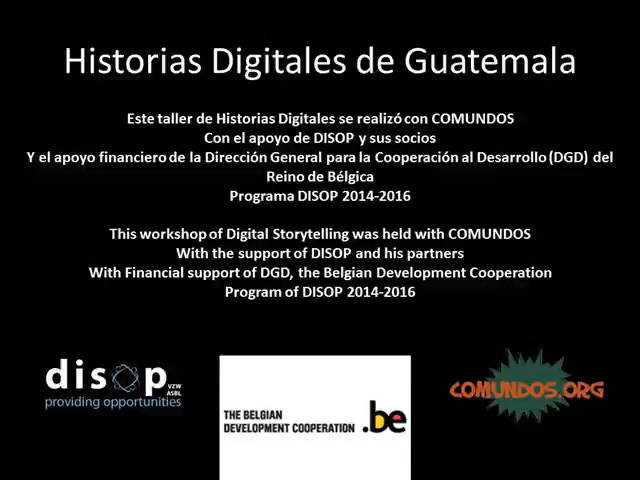 Historias Digitales de Guatemala
Este taller de Historias Digitales se realizó con COMUNDOS
Con el apoyo de DISOP y sus socios
Y el apoyo financiero de la Dirección General para la Cooperación al Desarrollo (DGD) del
Reino de Bélgica
Programa DISOP 2014-2016
This workshop of Digital Storytelling was held with COMUNDOS
With the support of DISOP and his partners
With Financial support of DGD, the Belgian Development Cooperation
Program of DISOP 2014-2016
disop VZW ASBL
providing opportunities
THE BELGIAN
DEVELOPMENT COOPERATION .be
COMUNDOS.ORG